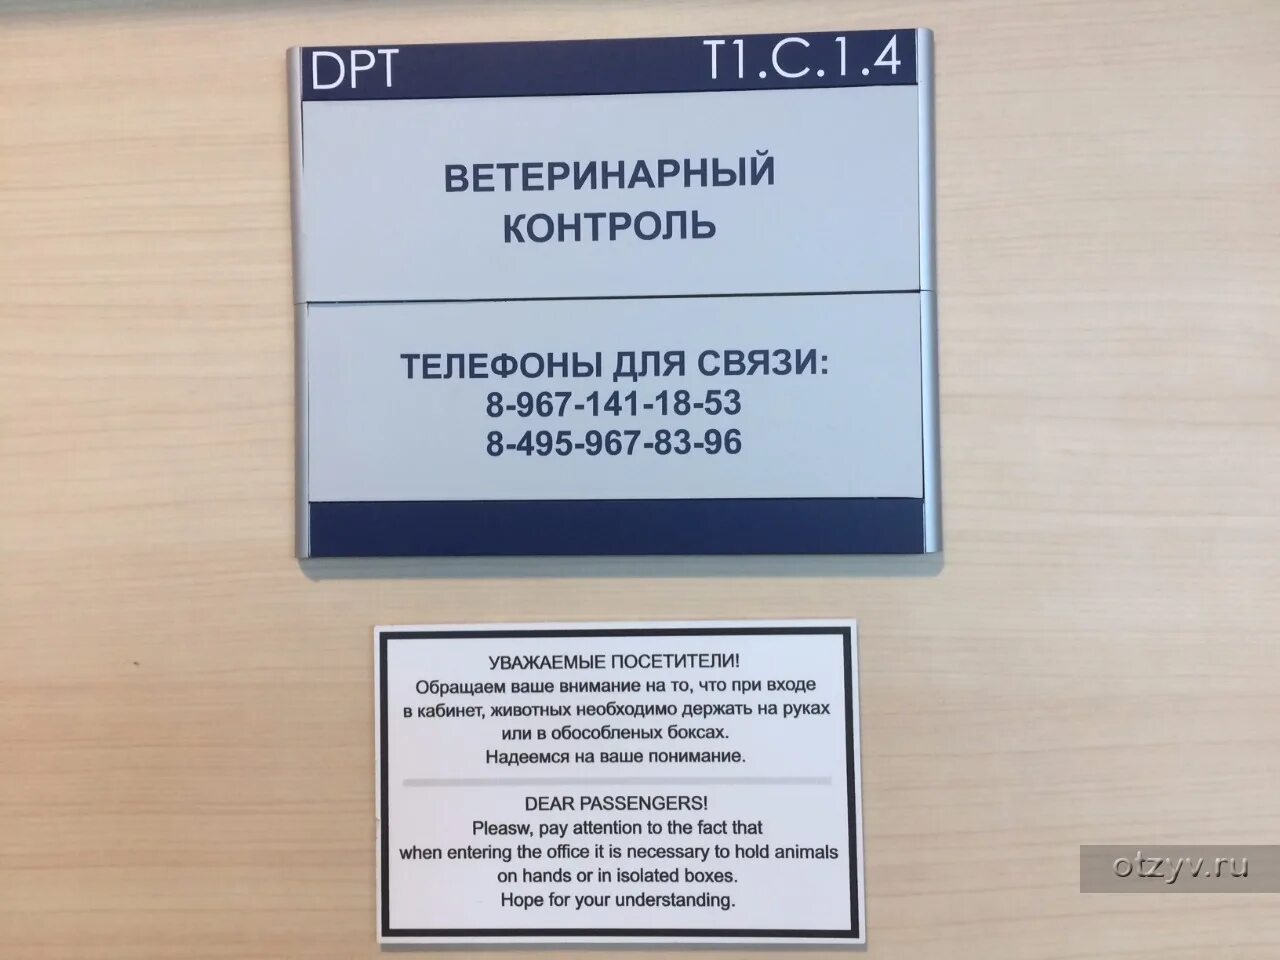 DPT T1.C.1.4
ВЕТЕРИНАРНЫЙ
КОНТРОЛЬ
ТЕЛЕФОНЫ ДЛЯ СВЯЗИ:
8-967-141-18-53
8-495-967-83-96
УВАЖАЕМЫЕ ПОСЕТИТЕЛИ!
Обращаем ваше внимание на то, что при входе
в кабинет, животных необходимо держать на руках
или в обособленых боксах.
Надеемся на ваше понимание.
DEAR PASSENGERS!
Pleasw, pay attention to the fact that
when entering the office it is necessary to hold animals
on hands or in isolated boxes.
Hope for your understanding.
otzyv.ru